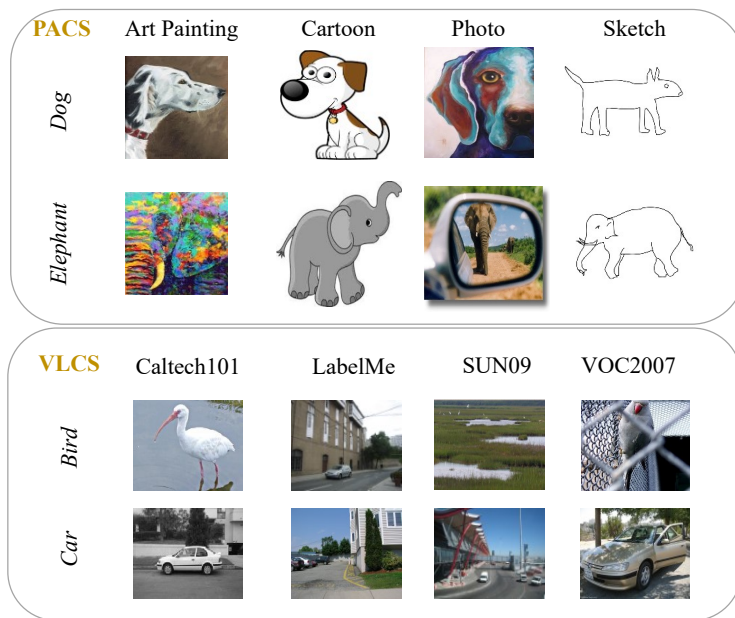 PACS Art Painting Cartoon Photo Sketch
Dog
Elephant
VLCS Caltech101 LabelMe SUN09 VOC2007
Bird
Car